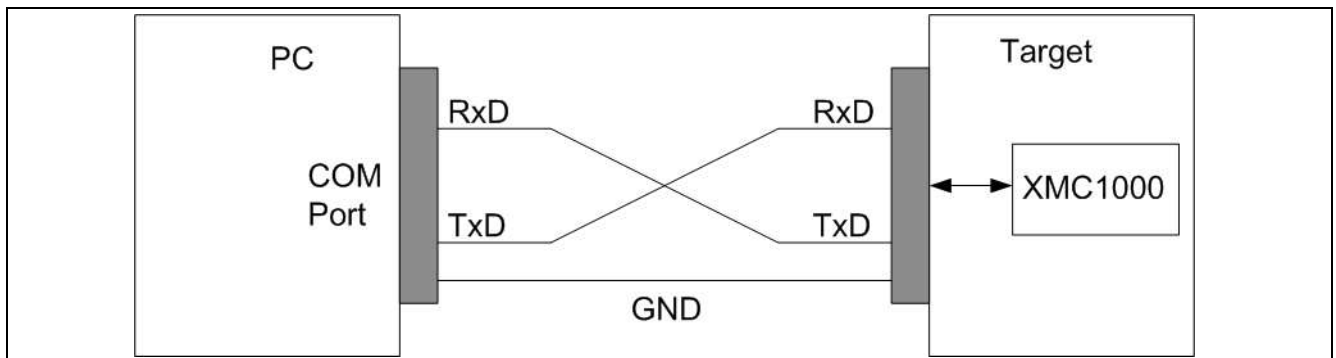 PC
Target
RxD
RxD
COM
Port
XMC1000
TxD
TxD
GND